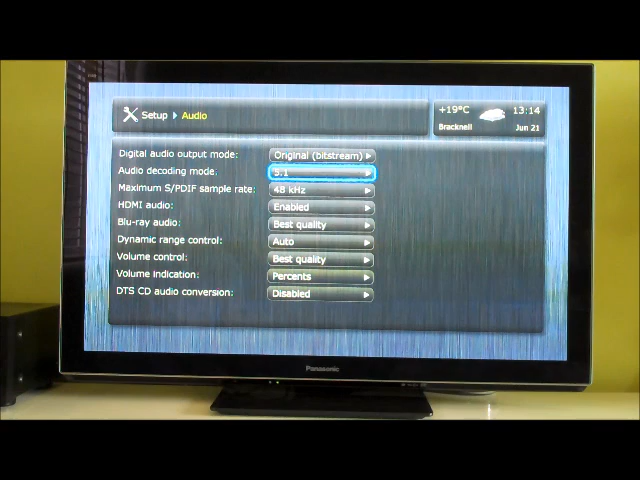 Setup Audio
+19°C 13:14
Bracknell Jun 21
Digital audio output mode: Original (bitstream)
Audio decoding mode: 5.1
Maximum S/PDIF sample rate: 48 kHz
HDMI audio: Enabled
Blu-ray audio: Best quality
Dynamic range control: Auto
Volume control: Best quality
Volume indication: Percents
DTS CD audio conversion: Disabled
Panasonic